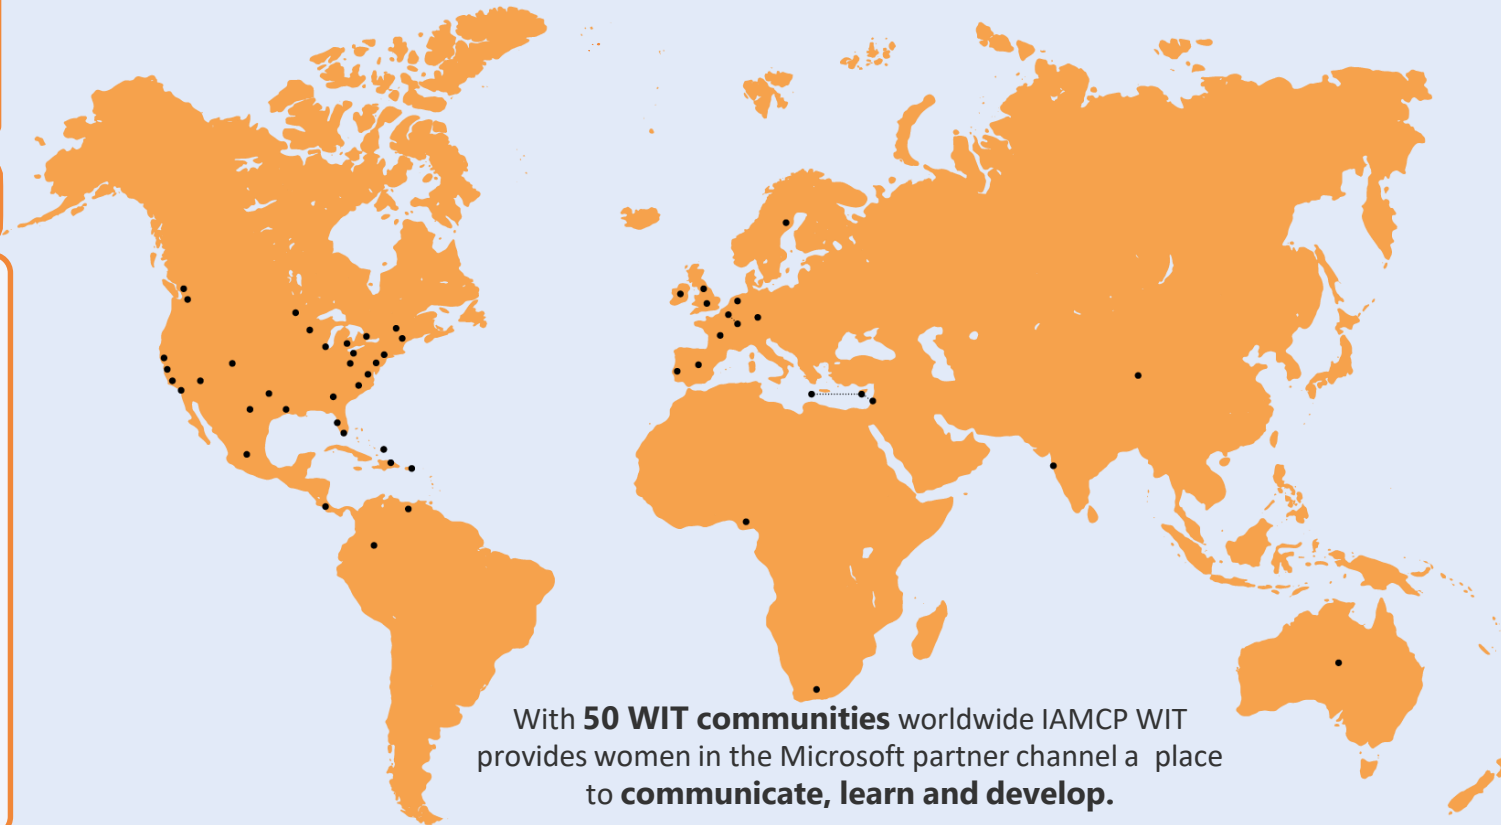 With 50 WIT communities worldwide IAMCP WIT
provides women in the Microsoft partner channel a place
to communicate, learn and develop.